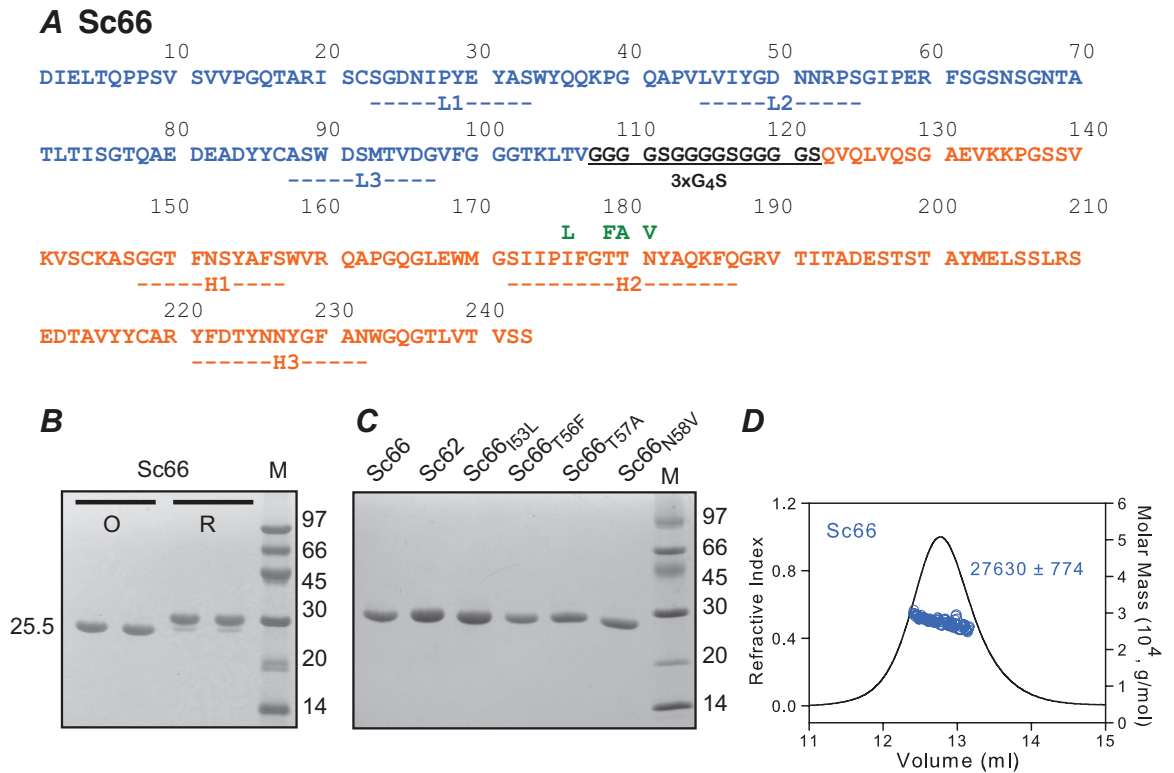 A Sc66
10 20 30 40 50 60 70
DIELTQPPSV SVVPGQTARI SCSGDNIPYE YASWYQQKPG QAPVLVIYGD NNRPSGIPER FSGSNSGNTA
-----L1----- -----L2----- 
80 90 100 110 120 130 140
TLTISGTQAE DEADYYCASW DSMTVDGVFG GGTKLTVGGG GSGGGGSGGG GSQVQLVQSG AEVKKPGSSV
-----L3----- 3xG4S
150 160 170 180 190 200 210
L FA V
KVSCKASGGT FNSYAFSWVR QAPGQGLEWM GSIIPIFGTT NYAQKFQGRV TITADESTST AYMELSSLRS
-----H1----- -------H2-------
220 230 240
EDTAVYYCAR YFDTYNNYGF ANWGQGTLVT VSS
------H3-----
B
Sc66 M
O R
97
66
45
30
25.5
20
14
C
Sc66 Sc62 Sc66I53L Sc66T56F Sc66T57A Sc66N58V M
97
66
45
30
20
14
D
Sc66
27630 ± 774
Refractive Index
1.2
0.8
0.4
0.0
Molar Mass (10^4, g/mol)
6
5
4
3
2
1
0
11 12 13 14 15
Volume (ml)